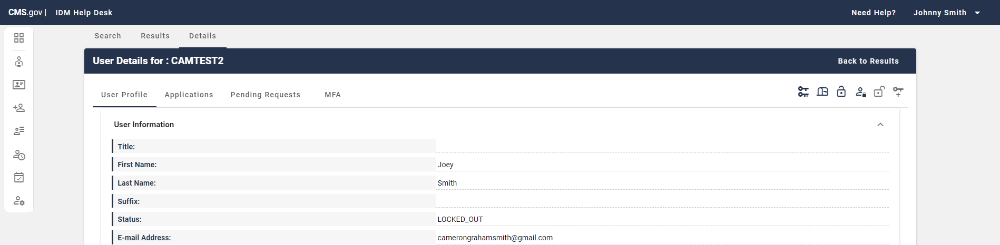 CMS.gov | IDM Help Desk Need Help? Johnny Smith
Search Results Details
User Details for : CAMTEST2 Back to Results
User Profile Applications Pending Requests MFA
User Information
Title:
First Name: Joey
Last Name: Smith
Suffix:
Status: LOCKED_OUT
E-mail Address: camerongrahamsmith@gmail.com